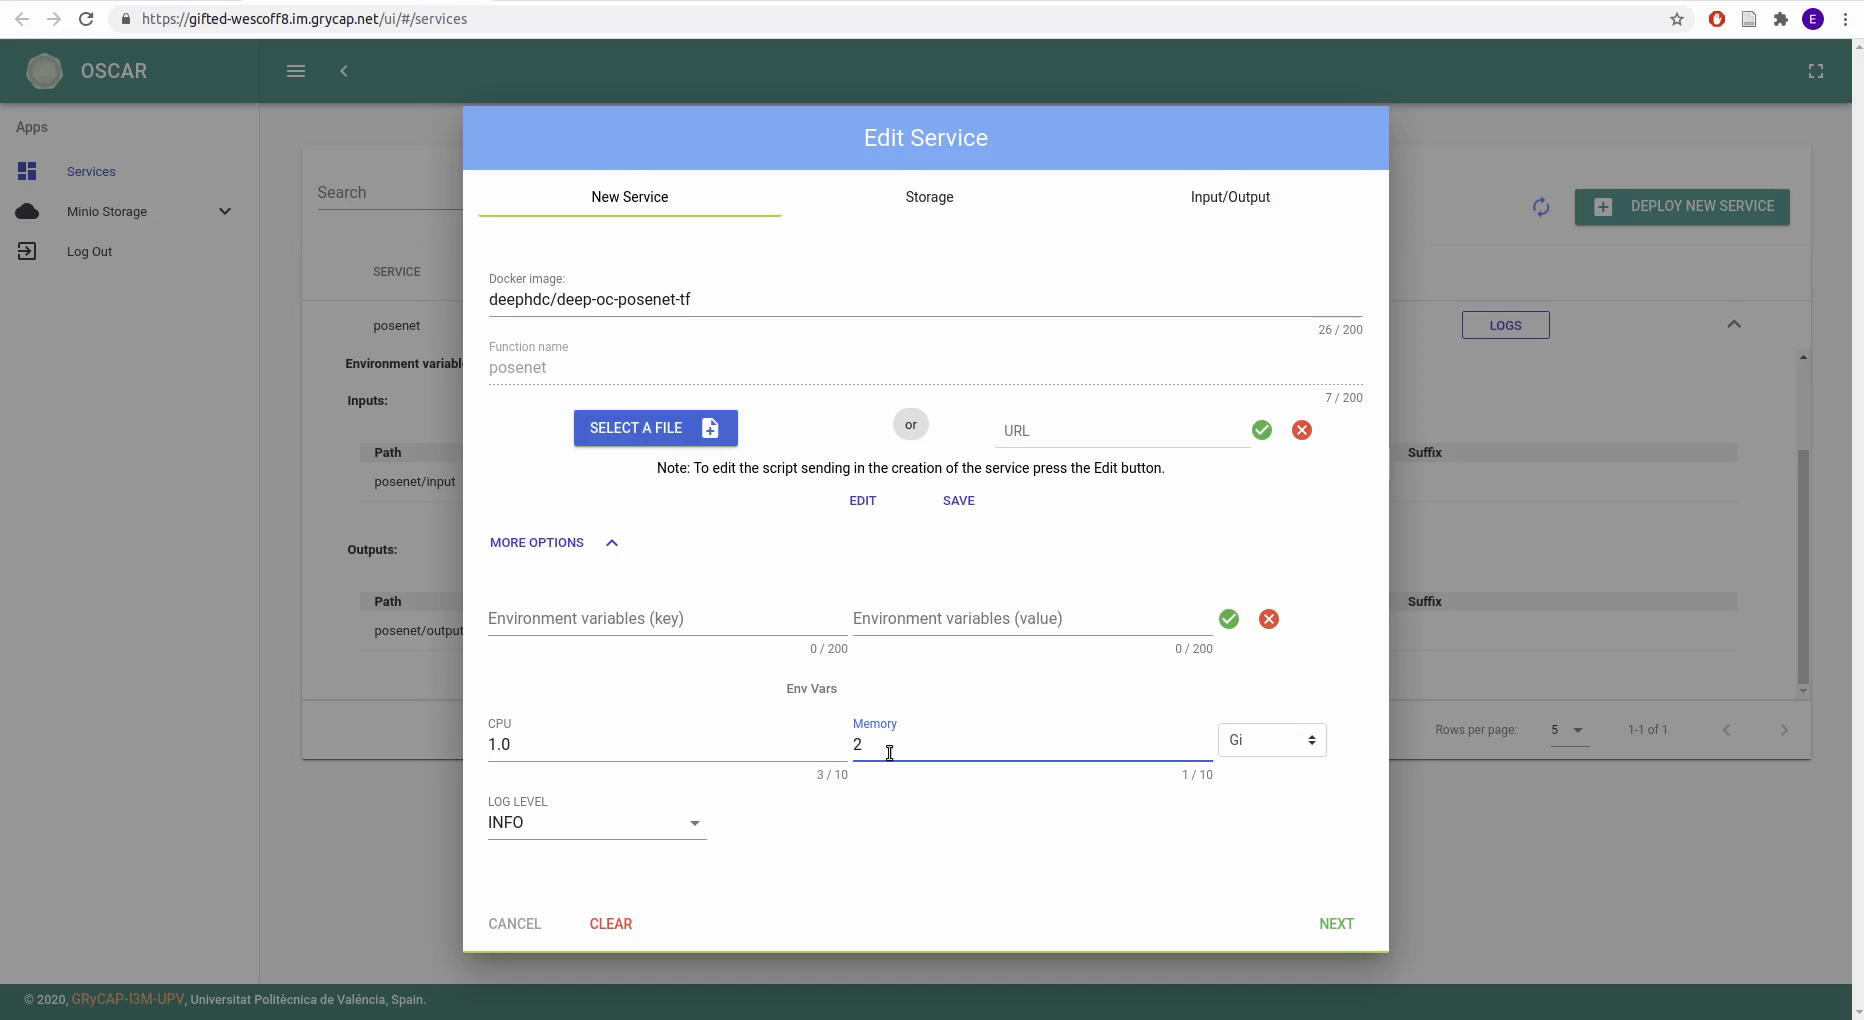 https://gifted-wescoff8.im.grycap.net/ui/#/services
E
OSCAR
Apps
Services
Minio Storage
Log Out
Search
DEPLOY NEW SERVICE
SERVICE
posenet
LOGS
Environment variabl
Inputs:
Path
Suffix
posenet/input
Outputs:
Path
Suffix
posenet/output
Rows per page:
5
1-1 of 1
Edit Service
New Service
Storage
Input/Output
Docker image:
deephdc/deep-oc-posenet-tf
26 / 200
Function name
posenet
7 / 200
SELECT A FILE
or
URL
Note: To edit the script sending in the creation of the service press the Edit button.
EDIT
SAVE
MORE OPTIONS
Environment variables (key)
Environment variables (value)
0 / 200
0 / 200
Env Vars
CPU
Memory
1.0
2
Gi
3 / 10
1 / 10
LOG LEVEL
INFO
CANCEL
CLEAR
NEXT
© 2020, GRyCAP-I3M-UPV, Universitat Politècnica de Valéncia, Spain.